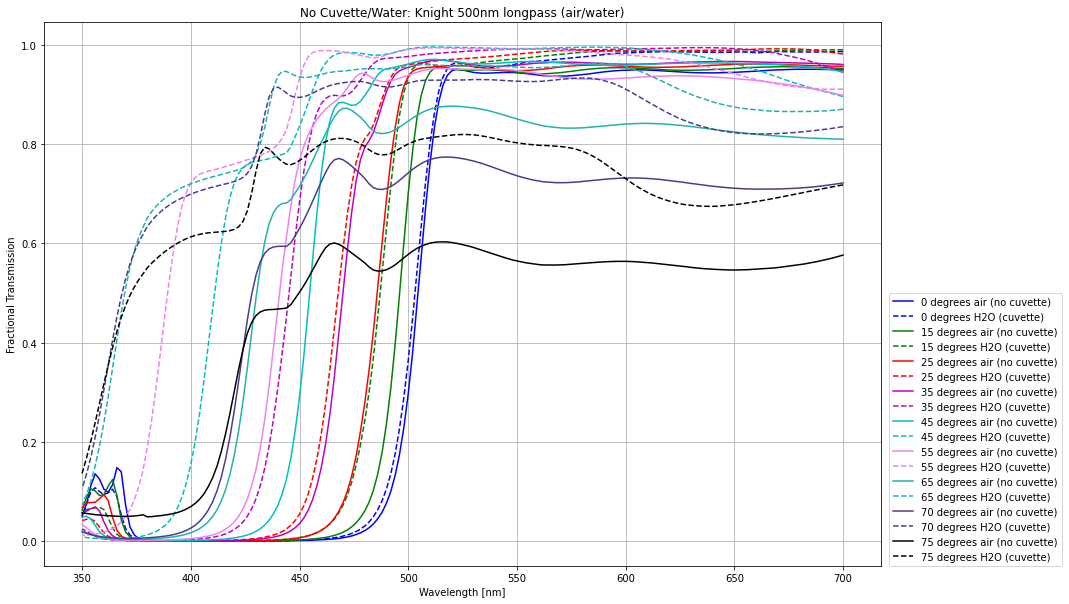 No Cuvette/Water: Knight 500nm longpass (air/water)
Fractional Transmission
1.0
0.8
0.6
0.4
0.2
0.0
350
400
450
500
550
600
650
700
Wavelength [nm]
0 degrees air (no cuvette)
0 degrees H2O (cuvette)
15 degrees air (no cuvette)
15 degrees H2O (cuvette)
25 degrees air (no cuvette)
25 degrees H2O (cuvette)
35 degrees air (no cuvette)
35 degrees H2O (cuvette)
45 degrees air (no cuvette)
45 degrees H2O (cuvette)
55 degrees air (no cuvette)
55 degrees H2O (cuvette)
65 degrees air (no cuvette)
65 degrees H2O (cuvette)
70 degrees air (no cuvette)
70 degrees H2O (cuvette)
75 degrees air (no cuvette)
75 degrees H2O (cuvette)